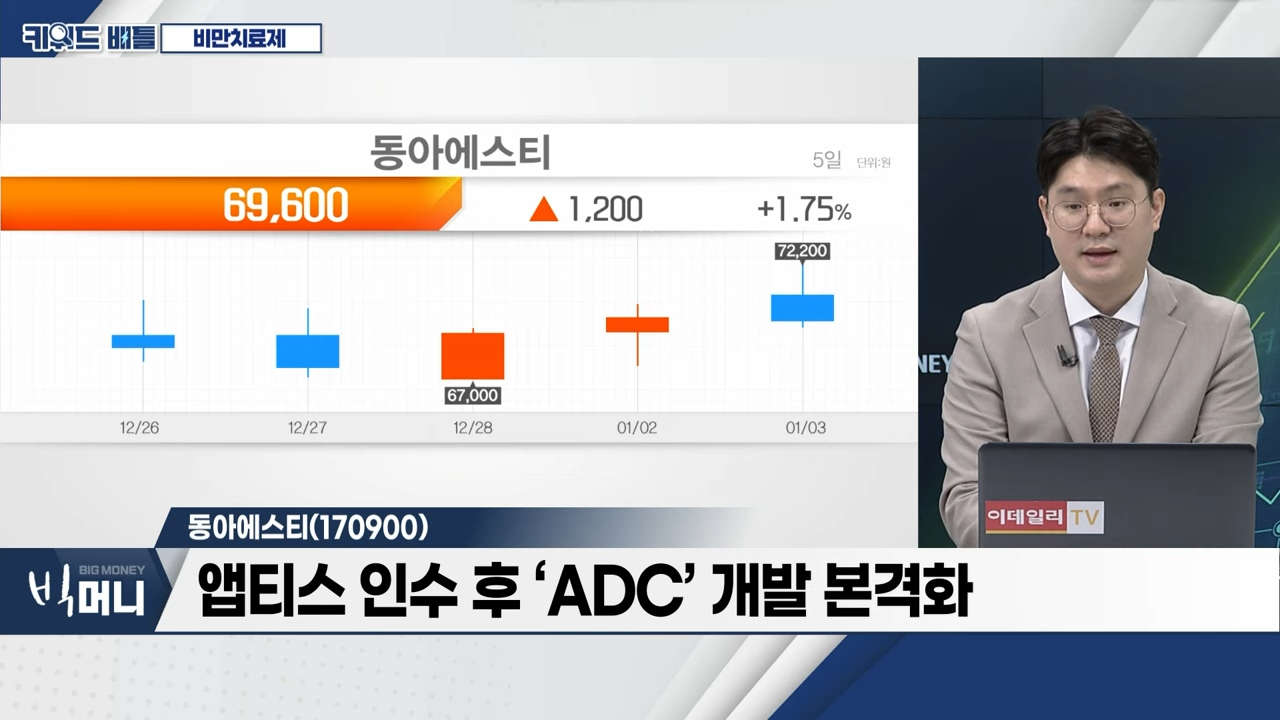 키워드 배틀 비만치료제
동아에스티
5일 단위:원
69,600 ▲ 1,200 +1.75%
72,200
67,000
12/26 12/27 12/28 01/02 01/03
NEY
이데일리 TV
동아에스티(170900)
BIG MONEY
빅머니
앱티스 인수 후 ‘ADC’ 개발 본격화